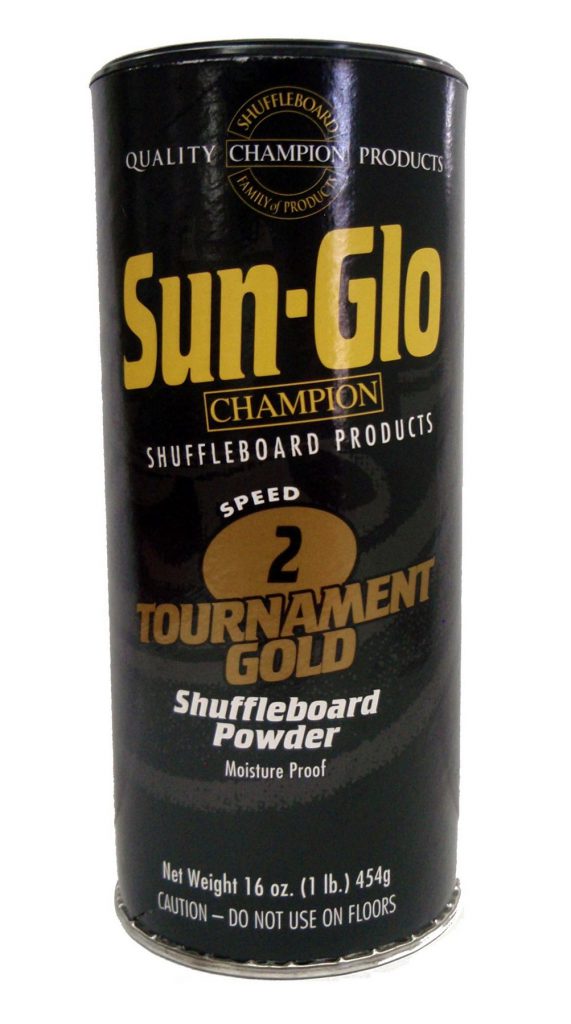 SHUFFLEBOARD
QUALITY CHAMPION PRODUCTS
FAMILY of PRODUCTS
Sun-Glo
CHAMPION
SHUFFLEBOARD PRODUCTS
SPEED
2
TOURNAMENT
GOLD
Shuffleboard
Powder
Moisture Proof
Net Weight 16 oz. (1 lb.) 454g
CAUTION – DO NOT USE ON FLOORS